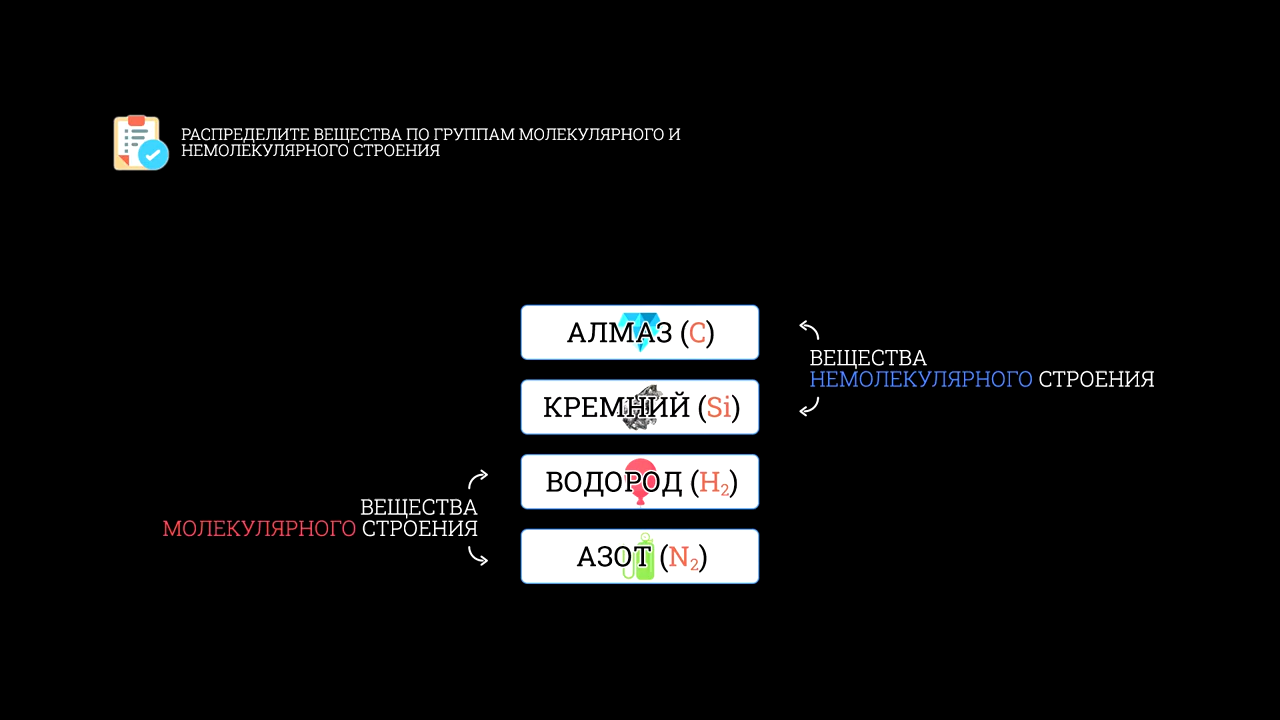 РАСПРЕДЕЛИТЕ ВЕЩЕСТВА ПО ГРУППАМ МОЛЕКУЛЯРНОГО И
НЕМОЛЕКУЛЯРНОГО СТРОЕНИЯ
АЛМАЗ (C)
КРЕМНИЙ (Si)
ВЕЩЕСТВА
НЕМОЛЕКУЛЯРНОГО СТРОЕНИЯ
ВОДОРОД (H₂)
АЗОТ (N₂)
ВЕЩЕСТВА
МОЛЕКУЛЯРНОГО СТРОЕНИЯ